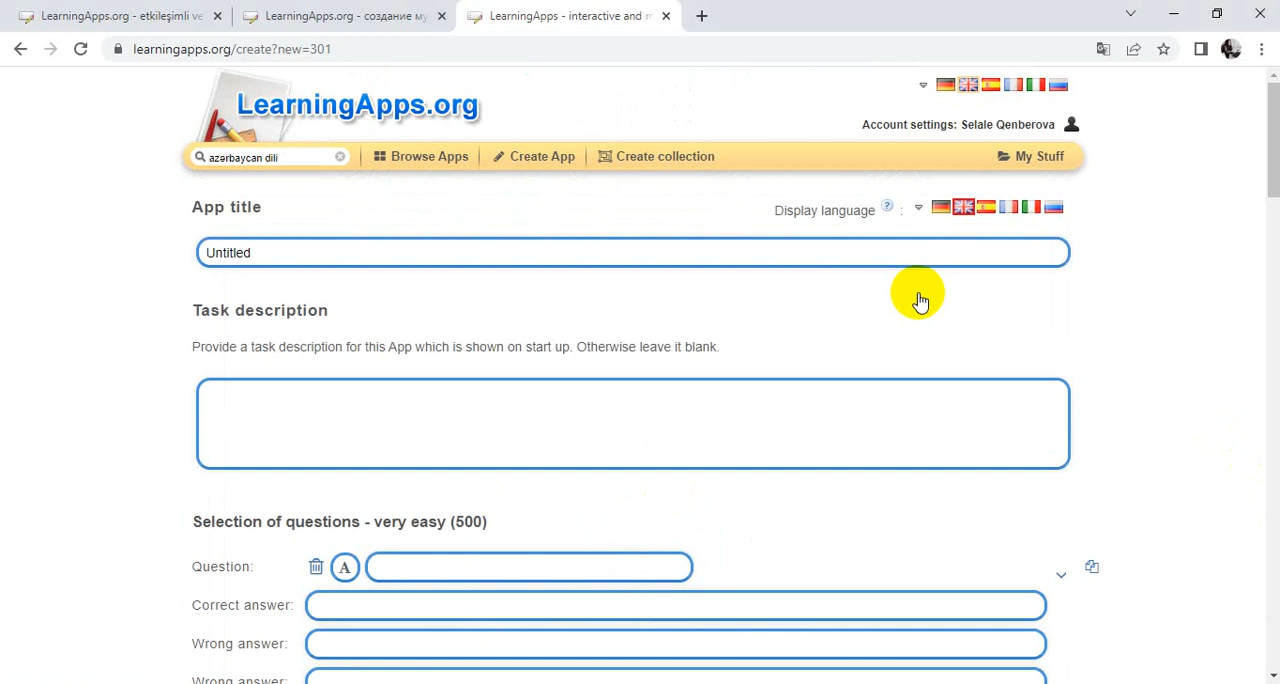 LearningApps.org - etkileşimli ve
LearningApps.org - создание му
LearningApps - interactive and m
learningapps.org/create?new=301
LearningApps.org
Account settings: Selale Qenberova
azərbaycan dili
Browse Apps
Create App
Create collection
My Stuff
App title
Display language ? :
Untitled
Task description
Provide a task description for this App which is shown on start up. Otherwise leave it blank.
Selection of questions - very easy (500)
Question:
A
Correct answer:
Wrong answer:
Wrong answer: